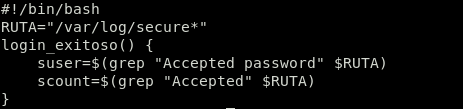 #!/bin/bash
RUTA="/var/log/secure*"
login_exitoso() {
    suser=$(grep "Accepted password" $RUTA)
    scount=$(grep "Accepted" $RUTA)
}